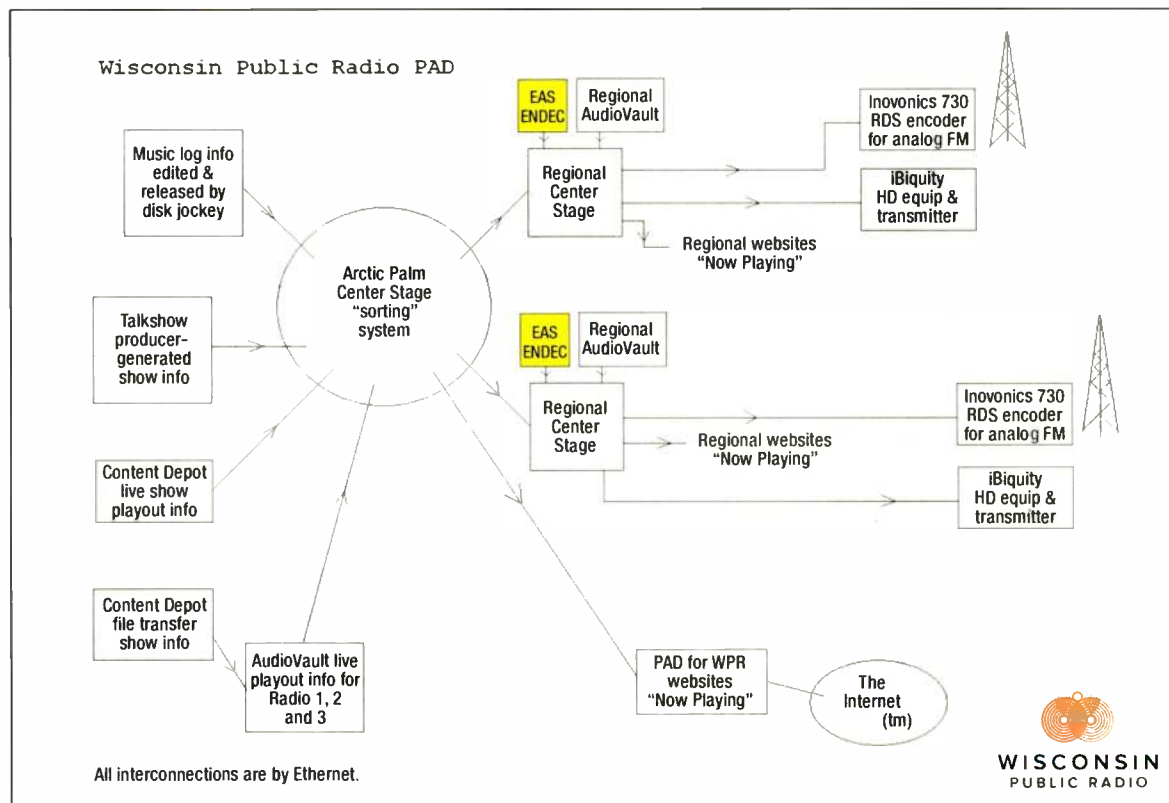 Wisconsin Public Radio PAD
EAS
ENDEC
Regional
AudioVault
Inovonics 730
RDS encoder
for analog FM
Music log info
edited &
released by
disk jockey
Regional
Center
Stage
iBiquity
HD equip &
transmitter
Regional websites
"Now Playing"
Arctic Palm
Center Stage
"sorting"
system
Talkshow
producer-
generated
show info
EAS
ENDEC
Regional
AudioVault
Regional
Center
Stage
Inovonics 730
RDS encoder
for analog FM
Regional websites
"Now Playing"
Content Depot
live show
playout info
iBiquity
HD equip &
transmitter
Content Depot
file transfer
show info
AudioVault live
playout info for
Radio 1, 2
and 3
PAD for WPR
websites
"Now Playing"
The
Internet
(tm)
All interconnections are by Ethernet.
WISCONSIN
PUBLIC RADIO